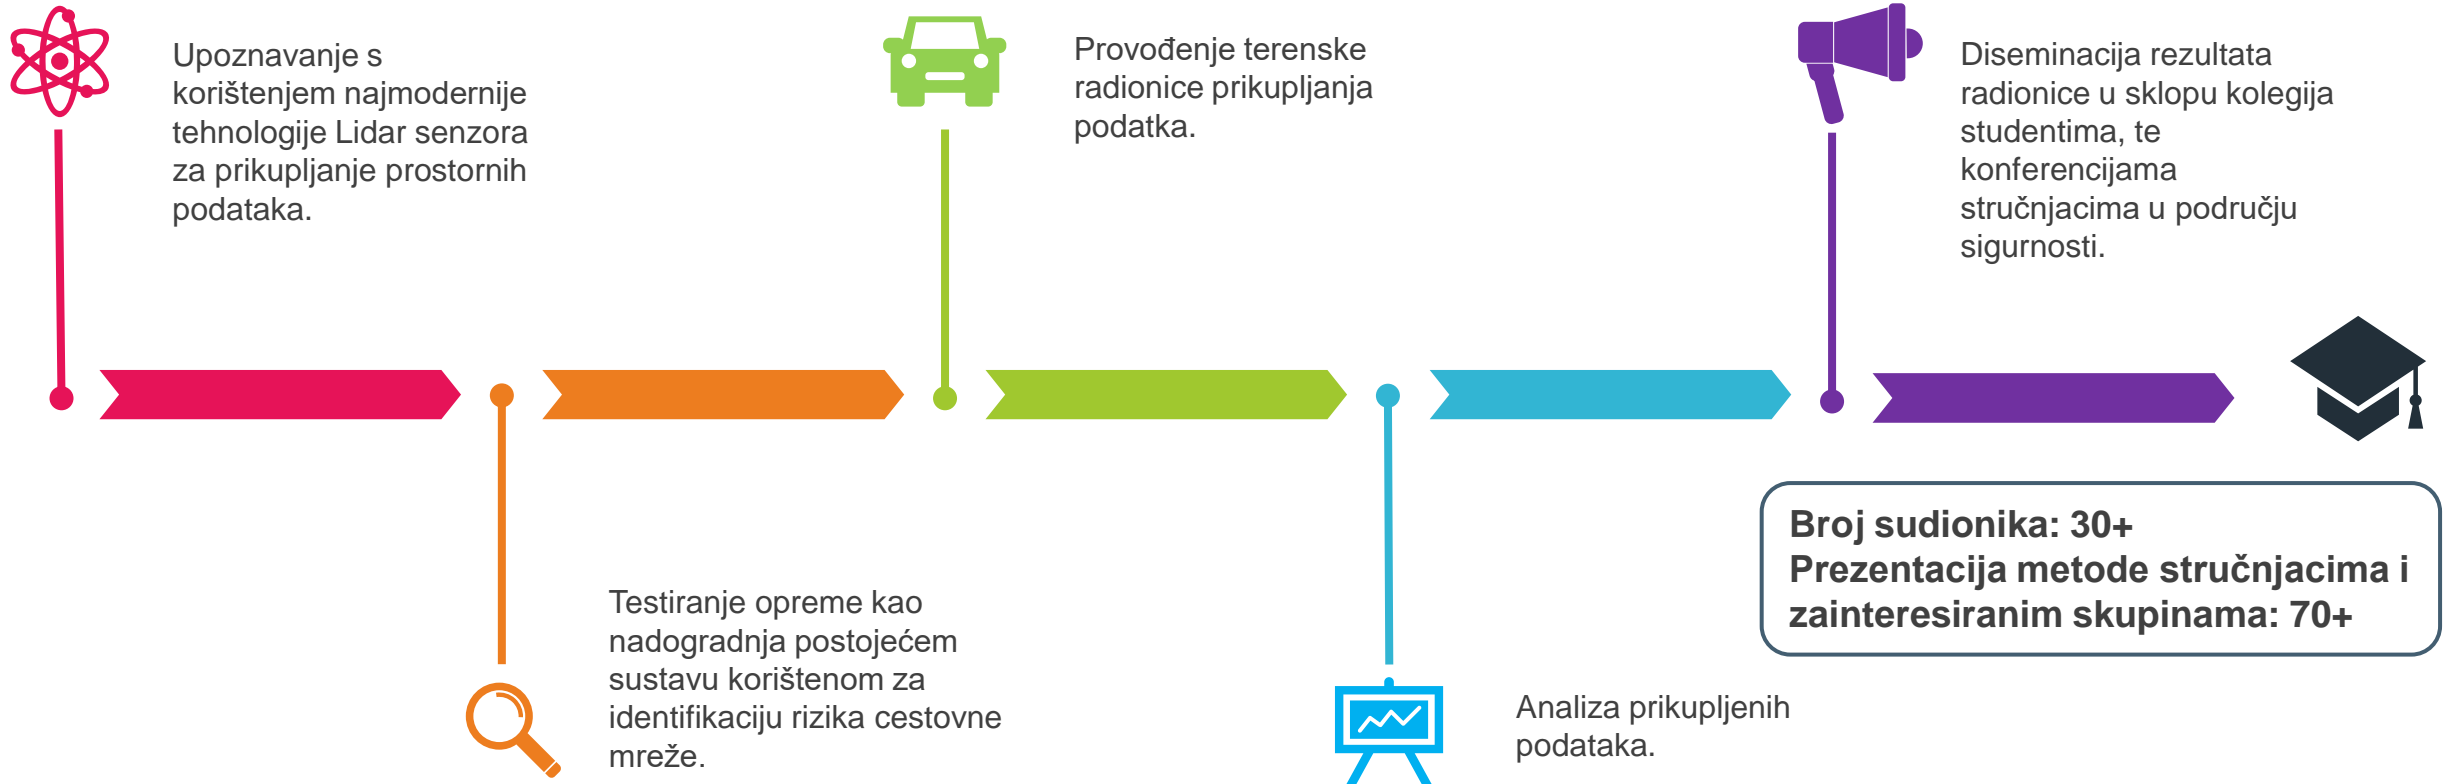 Upoznavanje s
korištenjem najmodernije
tehnologije Lidar senzora
za prikupljanje prostornih
podataka.
Testiranje opreme kao
nadogradnja postojećem
sustavu korištenom za
identifikaciju rizika cestovne
mreže.
Provođenje terenske
radionice prikupljanja
podatka.
Analiza prikupljenih
podataka.
Diseminacija rezultata
radionice u sklopu kolegija
studentima, te
konferencijama
stručnjacima u području
sigurnosti.
Broj sudionika: 30+
Prezentacija metode stručnjacima i
zainteresiranim skupinama: 70+